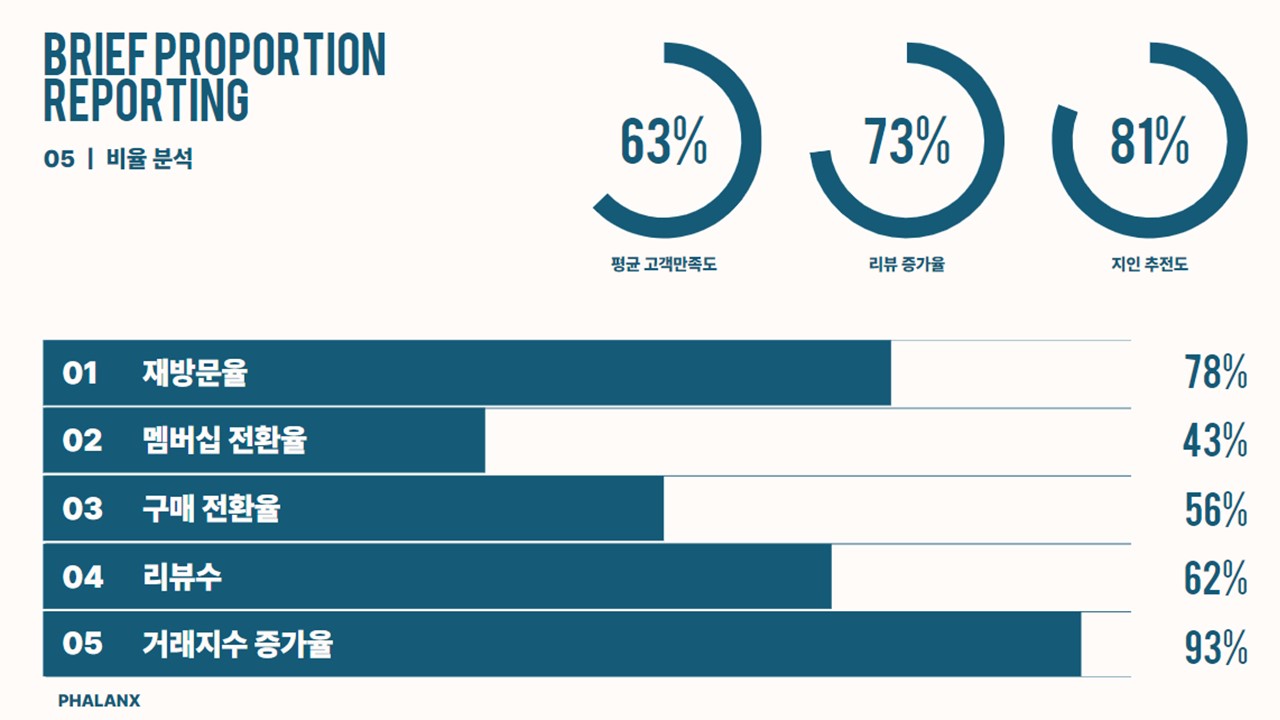 BRIEF PROPORTION
REPORTING
05 | 비율 분석
63%
73%
81%
평균 고객만족도
리뷰 증가율
지인 추전도
01 재방문율 78%
02 멤버십 전환율 43%
03 구매 전환율 56%
04 리뷰수 62%
05 거래지수 증가율 93%
PHALANX